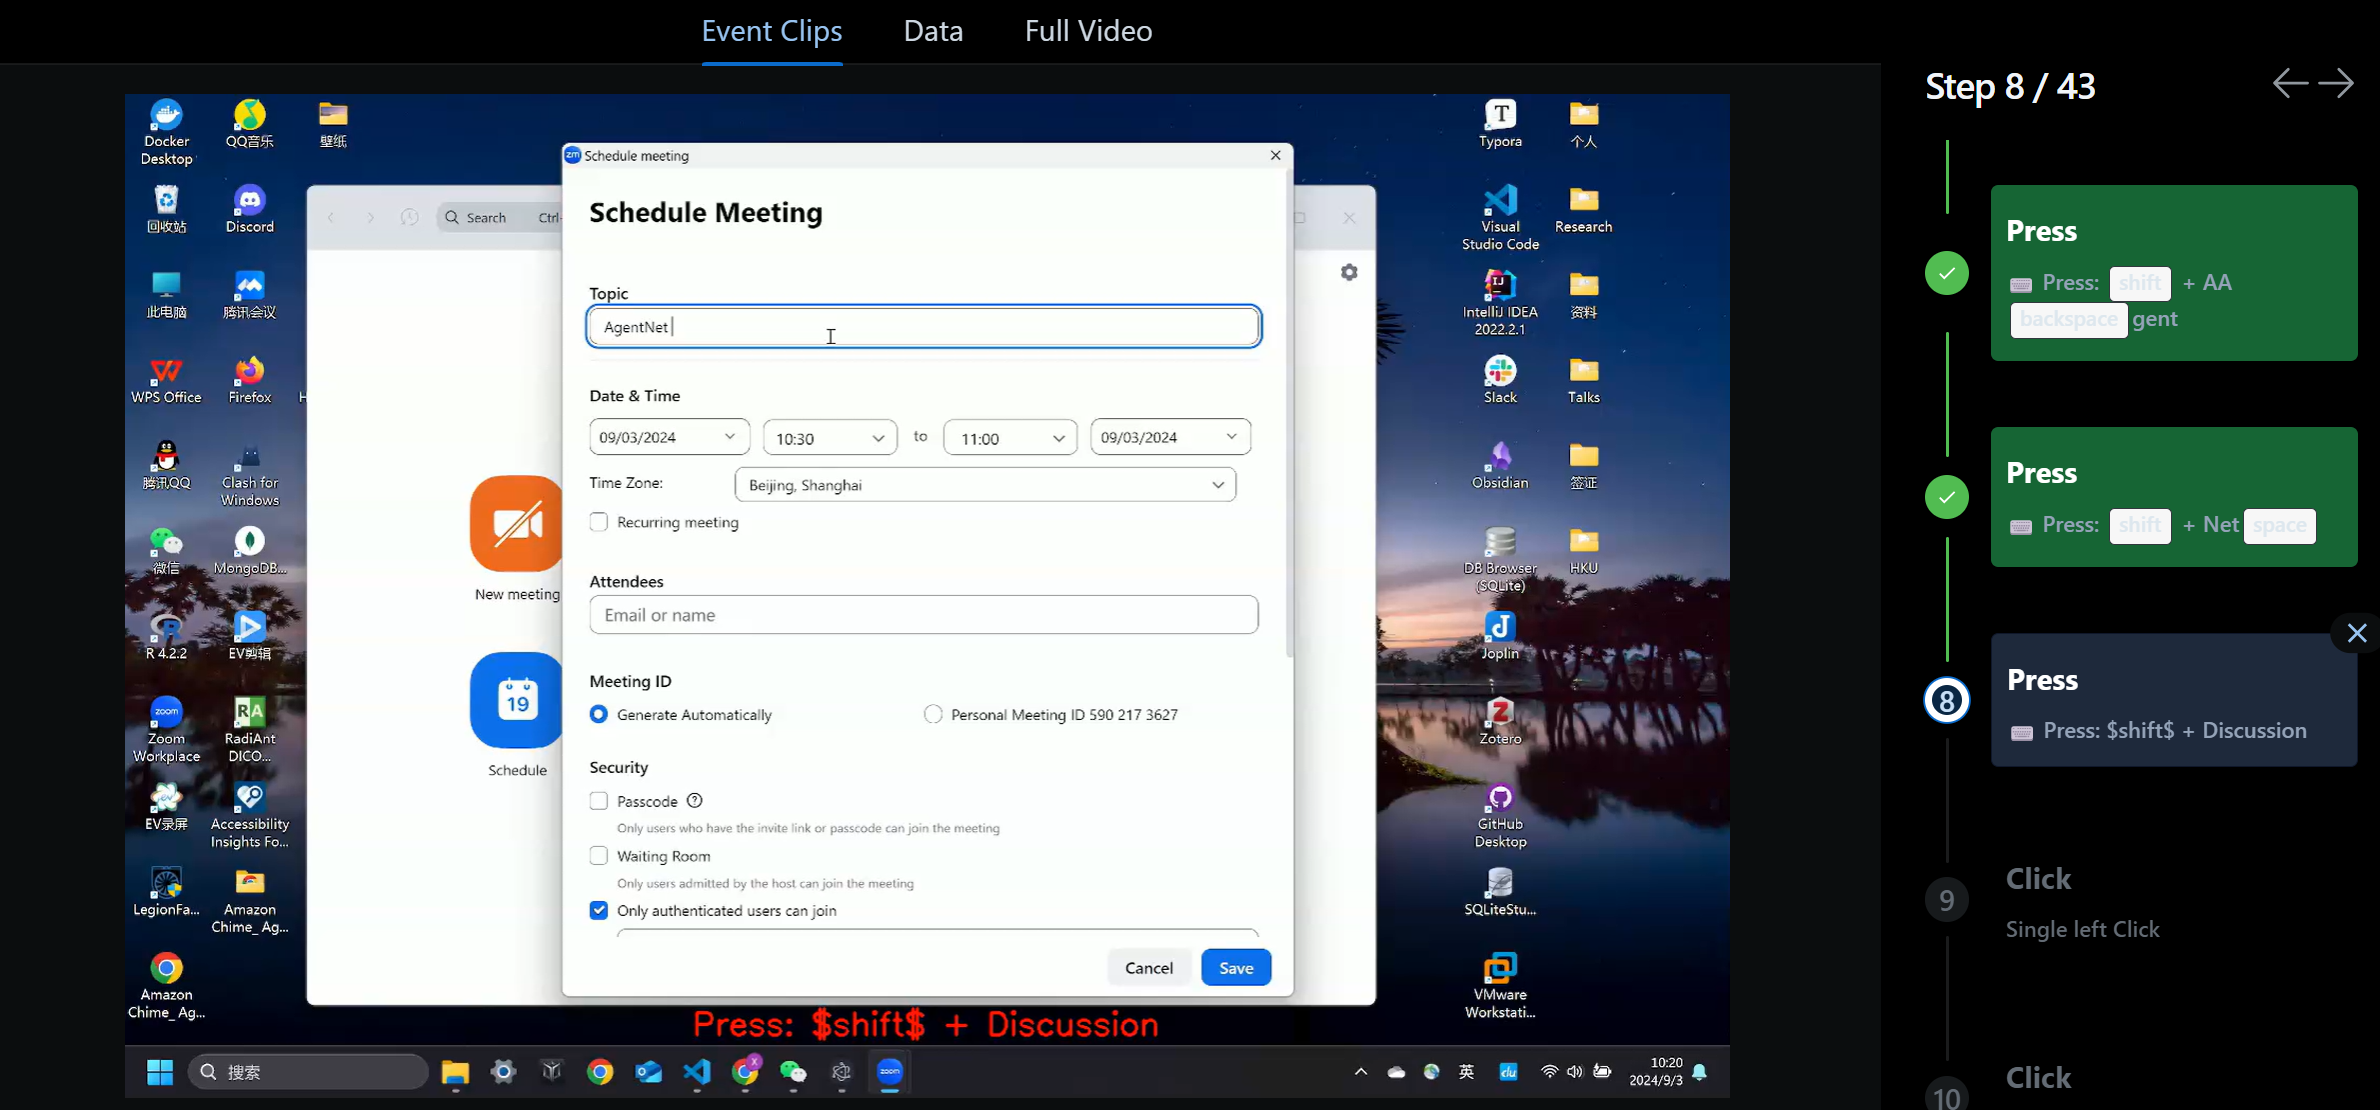 Event Clips
Data
Full Video
Step 8 / 43
Docker
Desktop
QQ音乐
壁纸
回收站
Discord
此电脑
腾讯会议
WPS Office
Firefox
H
腾讯QQ
Clash for
Windows
微信
MongoDB...
R 4.2.2
EV剪辑
Zoom
Workplace
RadiAnt
DICO...
EV录屏
Accessibility
Insights Fo...
LegionFa...
Amazon
Chime_ Ag...
Amazon
Chime_ Ag...
Search
Ctrl-
New meeting
19
Schedule
zm Schedule meeting
Schedule Meeting
Topic
AgentNet
Date & Time
09/03/2024
10:30
to
11:00
09/03/2024
Time Zone:
Beijing, Shanghai
Recurring meeting
Attendees
Email or name
Meeting ID
Generate Automatically
Personal Meeting ID 590 217 3627
Security
Passcode
Only users who have the invite link or passcode can join the meeting
Waiting Room
Only users admitted by the host can join the meeting
Only authenticated users can join
Cancel
Save
Typora
个人
Visual
Studio Code
Research
IntelliJ IDEA
2022.2.1
资料
Slack
Talks
Obsidian
签证
DB Browser
(SQLite)
HKU
Joplin
Zotero
GitHub
Desktop
SQLiteStu...
VMware
Workstati...
Press: $shift$ + Discussion
搜索
zoom
英
du
10:20
2024/9/3
Press
Press: shift + AA
backspace gent
Press
Press: shift + Net space
8
Press
Press: $shift$ + Discussion
9
Click
Single left Click
10
Click